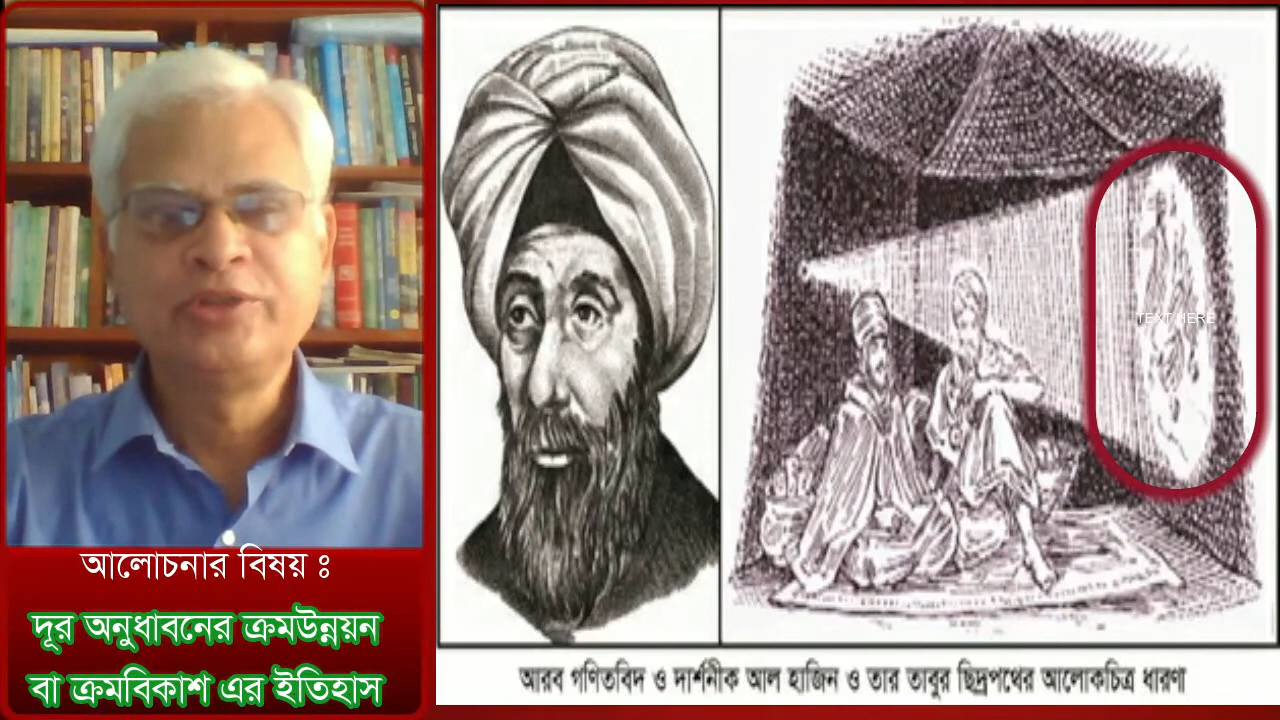 আলোচনার বিষয় ঃ
দূর অনুধাবনের ক্রমউন্নয়ন
বা ক্রমবিকাশ এর ইতিহাস
TEXT HERE
আরব গণিতবিদ ও দার্শনীক আল হাজিন ও তার তাবুর ছিদ্রপথের আলোকচিত্র ধারণা